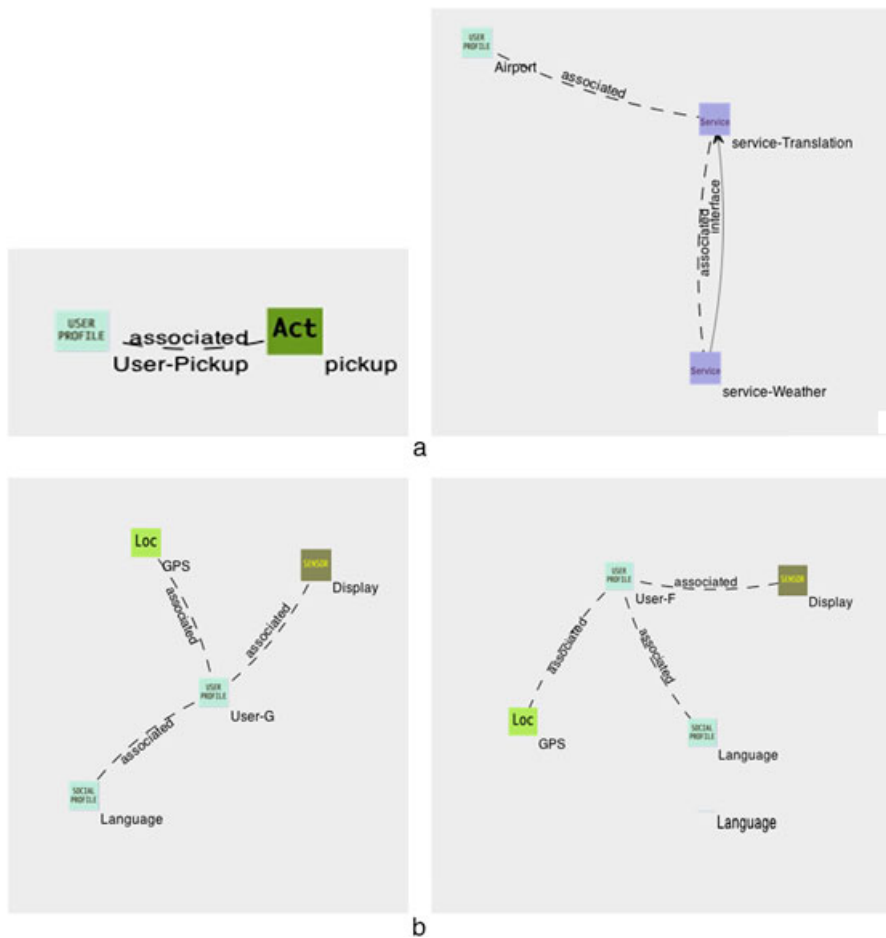 USER
PROFILE
Airport
associated
Service
service-Translation
associated
interface
Service
service-Weather
USER
PROFILE
associated
User-Pickup
Act
pickup
a
Loc
GPS
SENSOR
Display
associated
associated
USER
PROFILE
User-G
associated
SOCIAL
PROFILE
Language
USER
PROFILE
User-F
associated
SENSOR
Display
associated
associated
Loc
GPS
SOCIAL
PROFILE
Language
Language
b